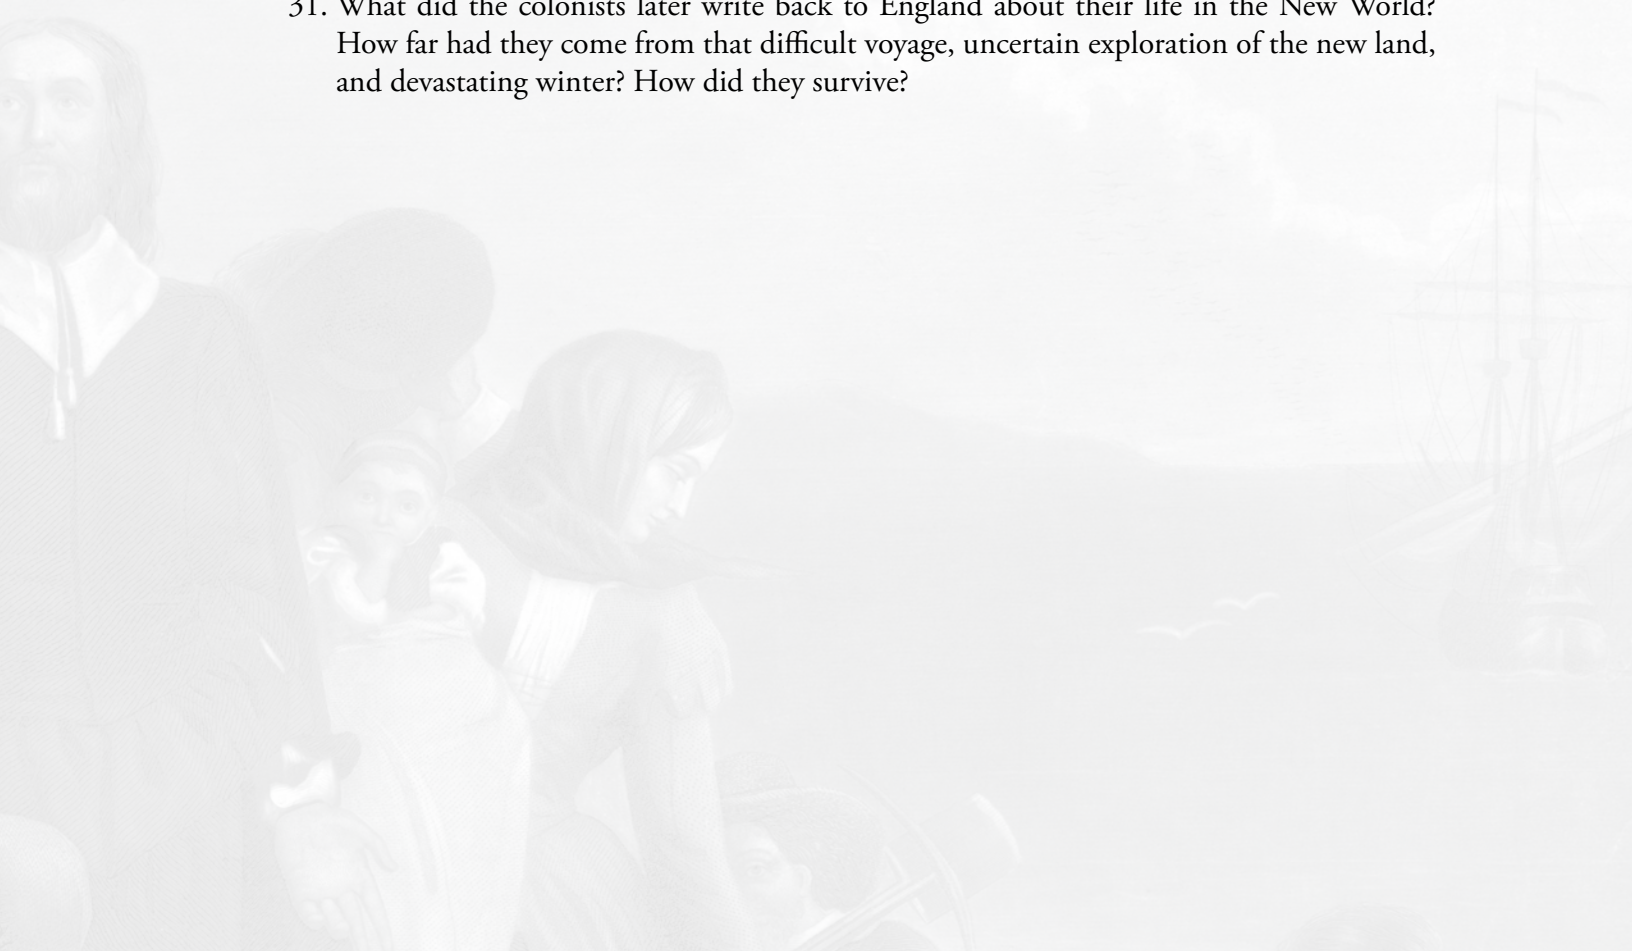 31. What did the colonists later write back to England about their life in the New World?
How far had they come from that difficult voyage, uncertain exploration of the new land,
and devastating winter? How did they survive?